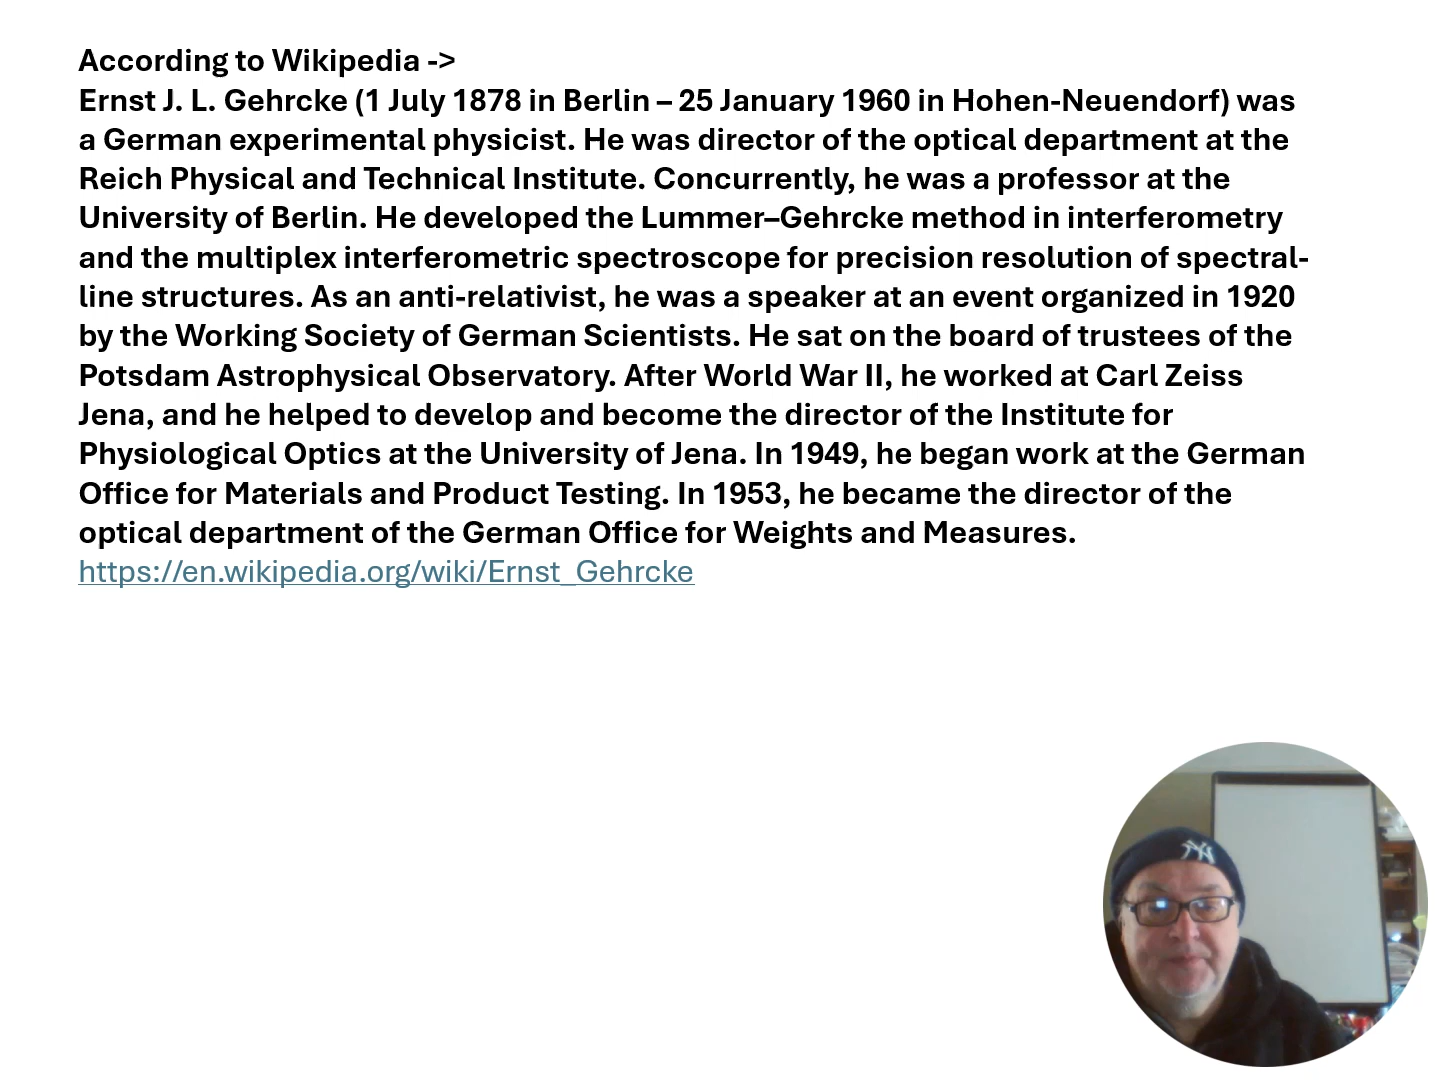 According to Wikipedia ->
Ernst J. L. Gehrcke (1 July 1878 in Berlin – 25 January 1960 in Hohen-Neuendorf) was
a German experimental physicist. He was director of the optical department at the
Reich Physical and Technical Institute. Concurrently, he was a professor at the
University of Berlin. He developed the Lummer–Gehrcke method in interferometry
and the multiplex interferometric spectroscope for precision resolution of spectral-
line structures. As an anti-relativist, he was a speaker at an event organized in 1920
by the Working Society of German Scientists. He sat on the board of trustees of the
Potsdam Astrophysical Observatory. After World War II, he worked at Carl Zeiss
Jena, and he helped to develop and become the director of the Institute for
Physiological Optics at the University of Jena. In 1949, he began work at the German
Office for Materials and Product Testing. In 1953, he became the director of the
optical department of the German Office for Weights and Measures.
https://en.wikipedia.org/wiki/Ernst_Gehrcke
NY